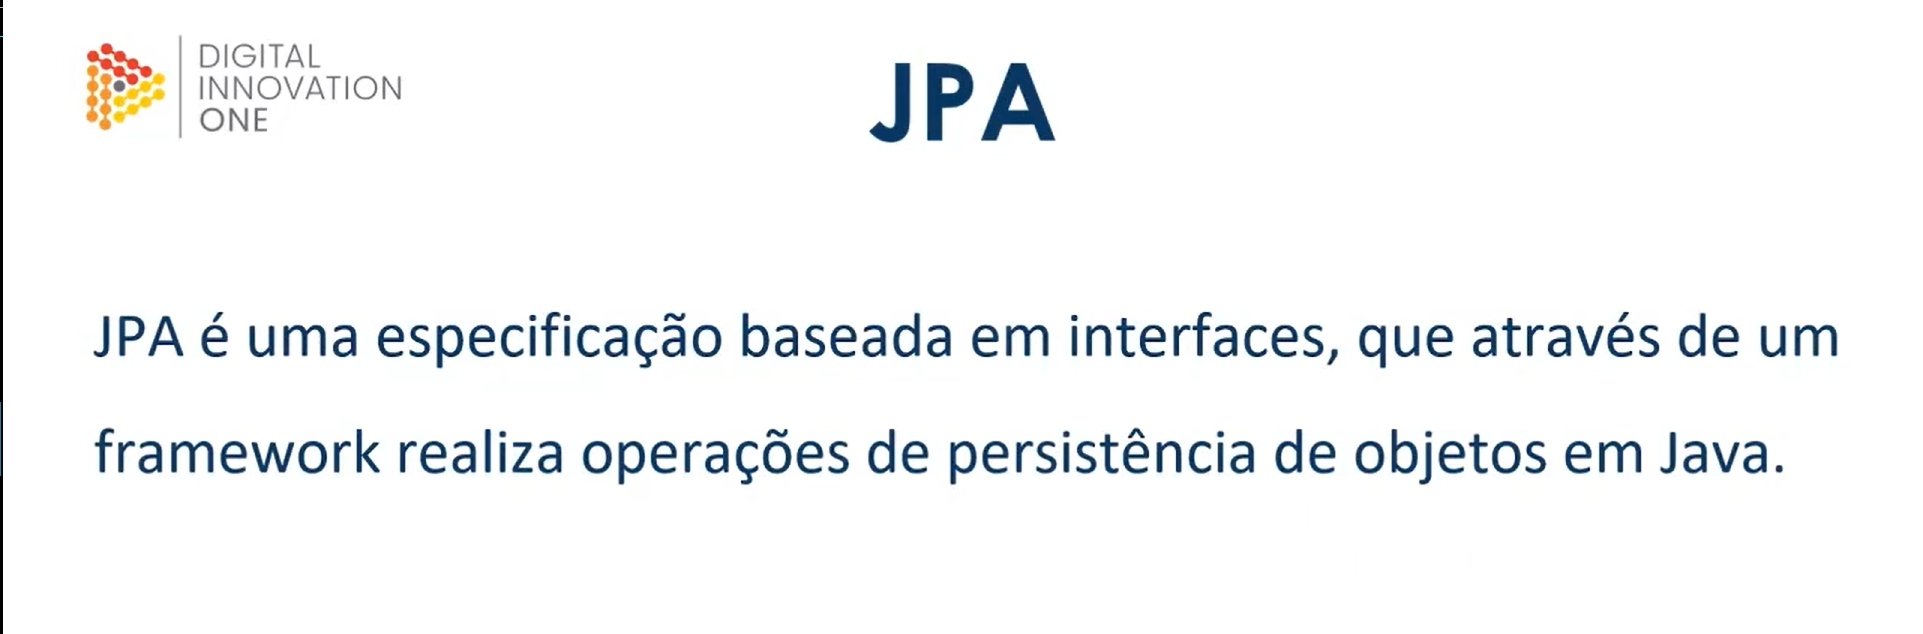 DIGITAL
INNOVATION
ONE
JPA
JPA é uma especificação baseada em interfaces, que através de um
framework realiza operações de persistência de objetos em Java.